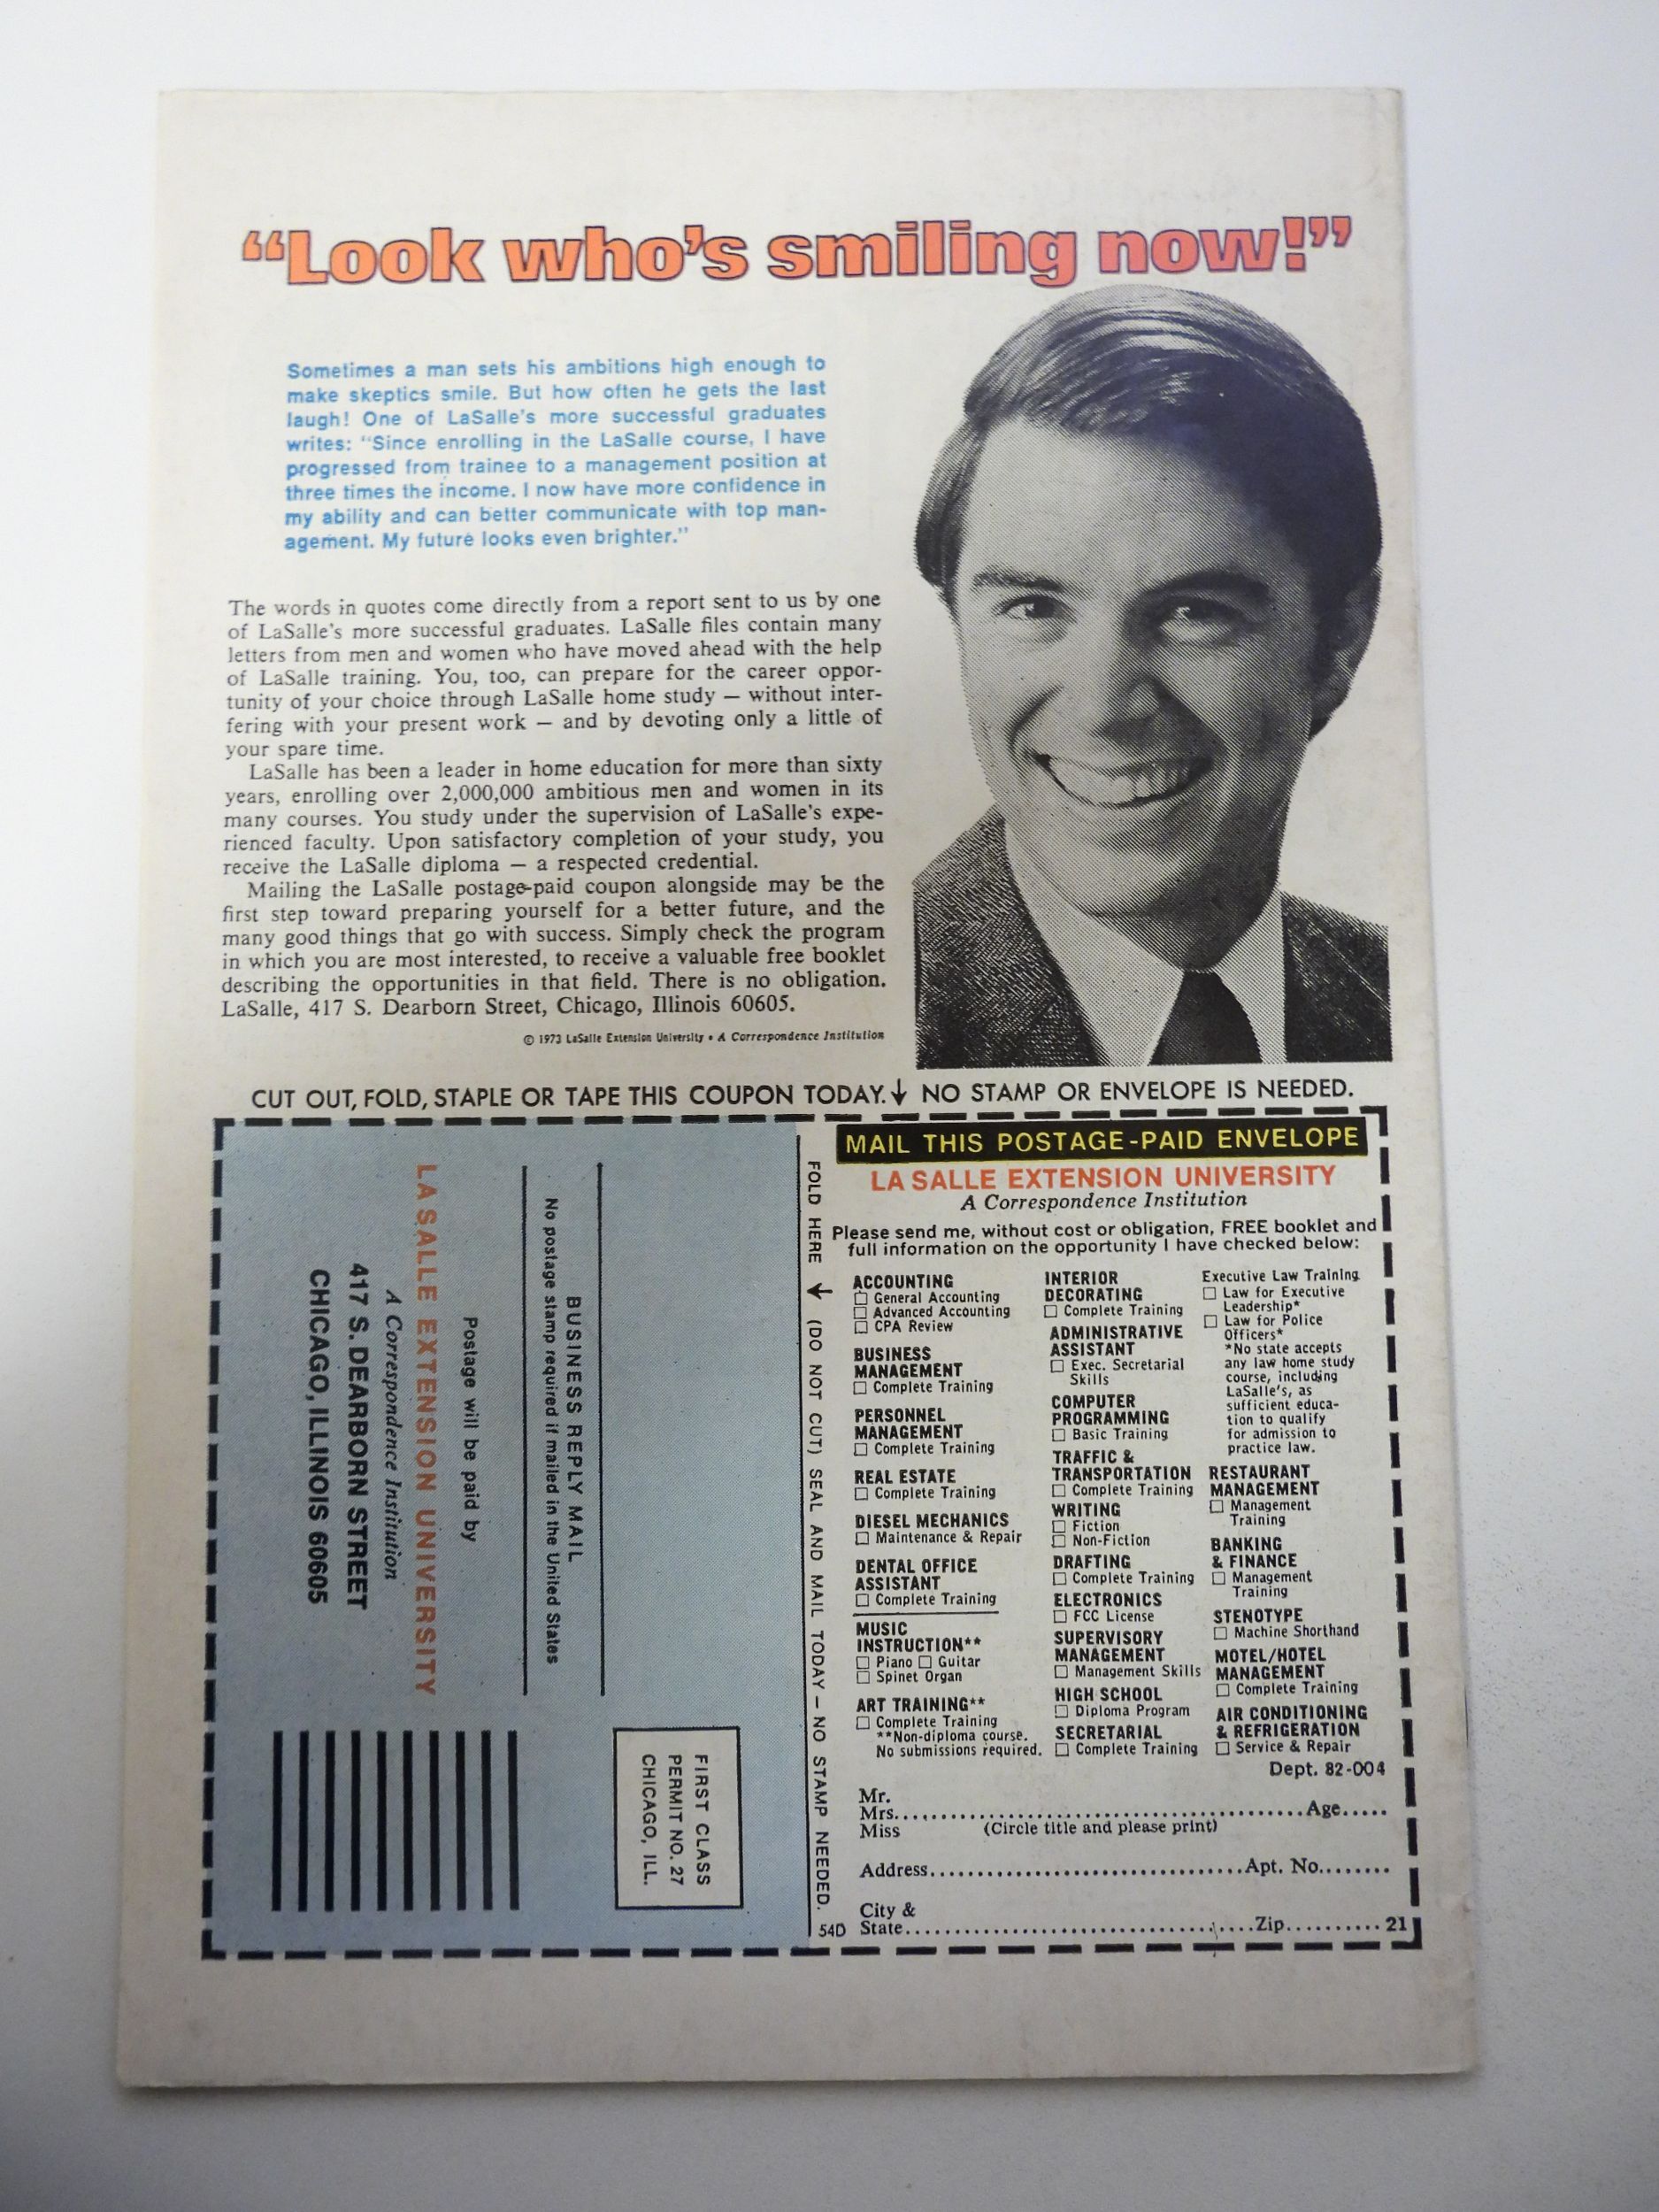 “Look who’s smiling now!”
Sometimes a man sets his ambitions high enough to
make skeptics smile. But how often he gets the last
laugh! One of LaSalle’s more successful graduates
writes: “Since enrolling in the LaSalle course, I have
progressed from trainee to a management position at
three times the income. I now have more confidence in
my ability and can better communicate with top man-
agement. My future looks even brighter.”
The words in quotes come directly from a report sent to us by one
of LaSalle’s more successful graduates. LaSalle files contain many
letters from men and women who have moved ahead with the help
of LaSalle training. You, too, can prepare for the career oppor-
tunity of your choice through LaSalle home study — without inter-
fering with your present work — and by devoting only a little of
your spare time.
LaSalle has been a leader in home education for more than sixty
years, enrolling over 2,000,000 ambitious men and women in its
many courses. You study under the supervision of LaSalle’s expe-
rienced faculty. Upon satisfactory completion of your study, you
receive the LaSalle diploma — a respected credential.
Mailing the LaSalle postage-paid coupon alongside may be the
first step toward preparing yourself for a better future, and the
many good things that go with success. Simply check the program
in which you are most interested, to receive a valuable free booklet
describing the opportunities in that field. There is no obligation.
LaSalle, 417 S. Dearborn Street, Chicago, Illinois 60605.
© 1973 LaSalle Extension University • A Correspondence Institution
CUT OUT, FOLD, STAPLE OR TAPE THIS COUPON TODAY.↓ NO STAMP OR ENVELOPE IS NEEDED.
FIRST CLASS
PERMIT NO. 27
CHICAGO, ILL.
BUSINESS REPLY MAIL
No postage stamp required if mailed in the United States
Postage will be paid by
LA SALLE EXTENSION UNIVERSITY
A Correspondence Institution
417 S. DEARBORN STREET
CHICAGO, ILLINOIS 60605
FOLD HERE ↓ (DO NOT CUT) SEAL AND MAIL TODAY — NO STAMP NEEDED.
MAIL THIS POSTAGE-PAID ENVELOPE
LA SALLE EXTENSION UNIVERSITY
A Correspondence Institution
Please send me, without cost or obligation, FREE booklet and
full information on the opportunity I have checked below:
ACCOUNTING
☐ General Accounting
☐ Advanced Accounting
☐ CPA Review
BUSINESS
MANAGEMENT
☐ Complete Training
PERSONNEL
MANAGEMENT
☐ Complete Training
REAL ESTATE
☐ Complete Training
DIESEL MECHANICS
☐ Maintenance & Repair
DENTAL OFFICE
ASSISTANT
☐ Complete Training
MUSIC
INSTRUCTION**
☐ Piano ☐ Guitar
☐ Spinet Organ
ART TRAINING**
☐ Complete Training
**Non-diploma course.
No submissions required.
INTERIOR
DECORATING
☐ Complete Training
ADMINISTRATIVE
ASSISTANT
☐ Exec. Secretarial
Skills
COMPUTER
PROGRAMMING
☐ Basic Training
TRAFFIC &
TRANSPORTATION
☐ Complete Training
WRITING
☐ Fiction
☐ Non-Fiction
DRAFTING
☐ Complete Training
ELECTRONICS
☐ FCC License
SUPERVISORY
MANAGEMENT
☐ Management Skills
HIGH SCHOOL
☐ Diploma Program
SECRETARIAL
☐ Complete Training
Executive Law Training
☐ Law for Executive
Leadership*
☐ Law for Police
Officers*
*No state accepts
any law home study
course, including
LaSalle’s, as
sufficient educa-
tion to qualify
for admission to
practice law.
RESTAURANT
MANAGEMENT
☐ Management
Training
BANKING
& FINANCE
☐ Management
Training
STENOTYPE
☐ Machine Shorthand
MOTEL/HOTEL
MANAGEMENT
☐ Complete Training
AIR CONDITIONING
& REFRIGERATION
☐ Service & Repair
Dept. 82-004
Mr.
Mrs. Age
Miss (Circle title and please print)
Address Apt. No.
City &
54D State Zip 21